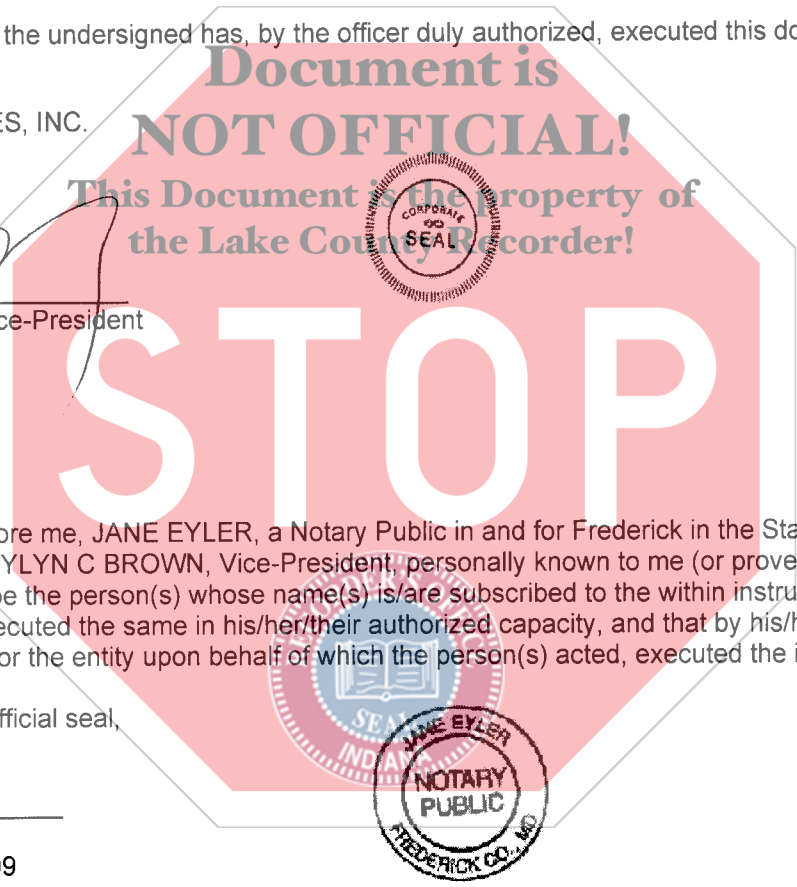 the undersigned has, by the officer duly authorized, executed this do
Document is
ES, INC.
NOT OFFICIAL!
This Document is the property of
the Lake County Recorder!
CORPORATE
SEAL
ce-President
STOP
ore me, JANE EYLER, a Notary Public in and for Frederick in the Sta
YLYN C BROWN, Vice-President, personally known to me (or prove
be the person(s) whose name(s) is/are subscribed to the within instru
ecuted the same in his/her/their authorized capacity, and that by his/h
or the entity upon behalf of which the person(s) acted, executed the i
RECORDER'S OFFICE
SEAL
INDIANA
fficial seal,
JANE EYLER
NOTARY
PUBLIC
FREDERICK CO., MD
09